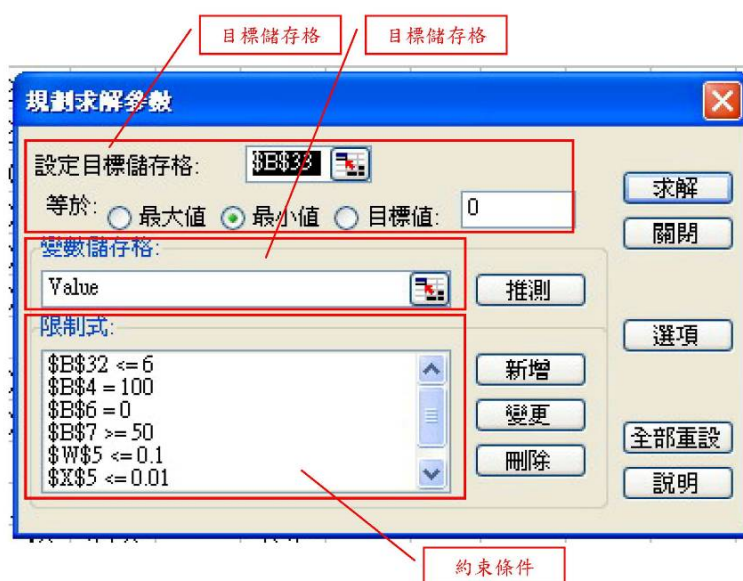 目標儲存格
目標儲存格
規劃求解參數
設定目標儲存格:
$B$33
求解
等於:
最大值
最小值
目標值:
0
關閉
變數儲存格:
Value
推測
限制式:
選項
$B$32 <= 6
$B$4 = 100
$B$6 = 0
$B$7 >= 50
$W$5 <= 0.1
$X$5 <= 0.01
新增
變更
刪除
全部重設
說明
約束條件